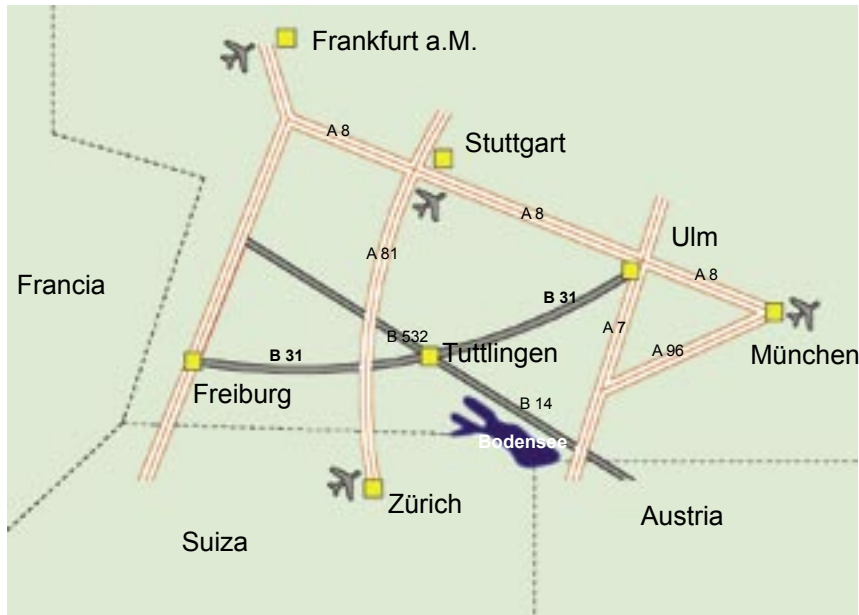 Frankfurt a.M.
A 8
Stuttgart
A 8
Ulm
A 81
Francia
A 8
B 31
A 7
B 532
Tuttlingen
A 96
München
B 31
Freiburg
B 14
Bodensee
Zürich
Austria
Suiza